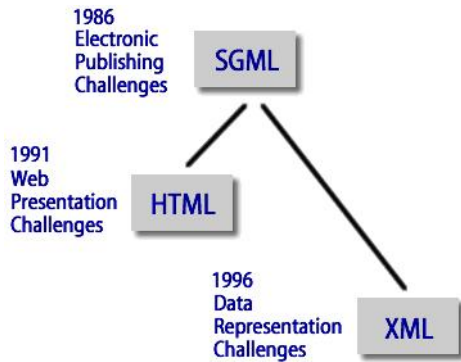 1986
Electronic
Publishing
Challenges
SGML
1991
Web
Presentation
Challenges
HTML
1996
Data
Representation
Challenges
XML